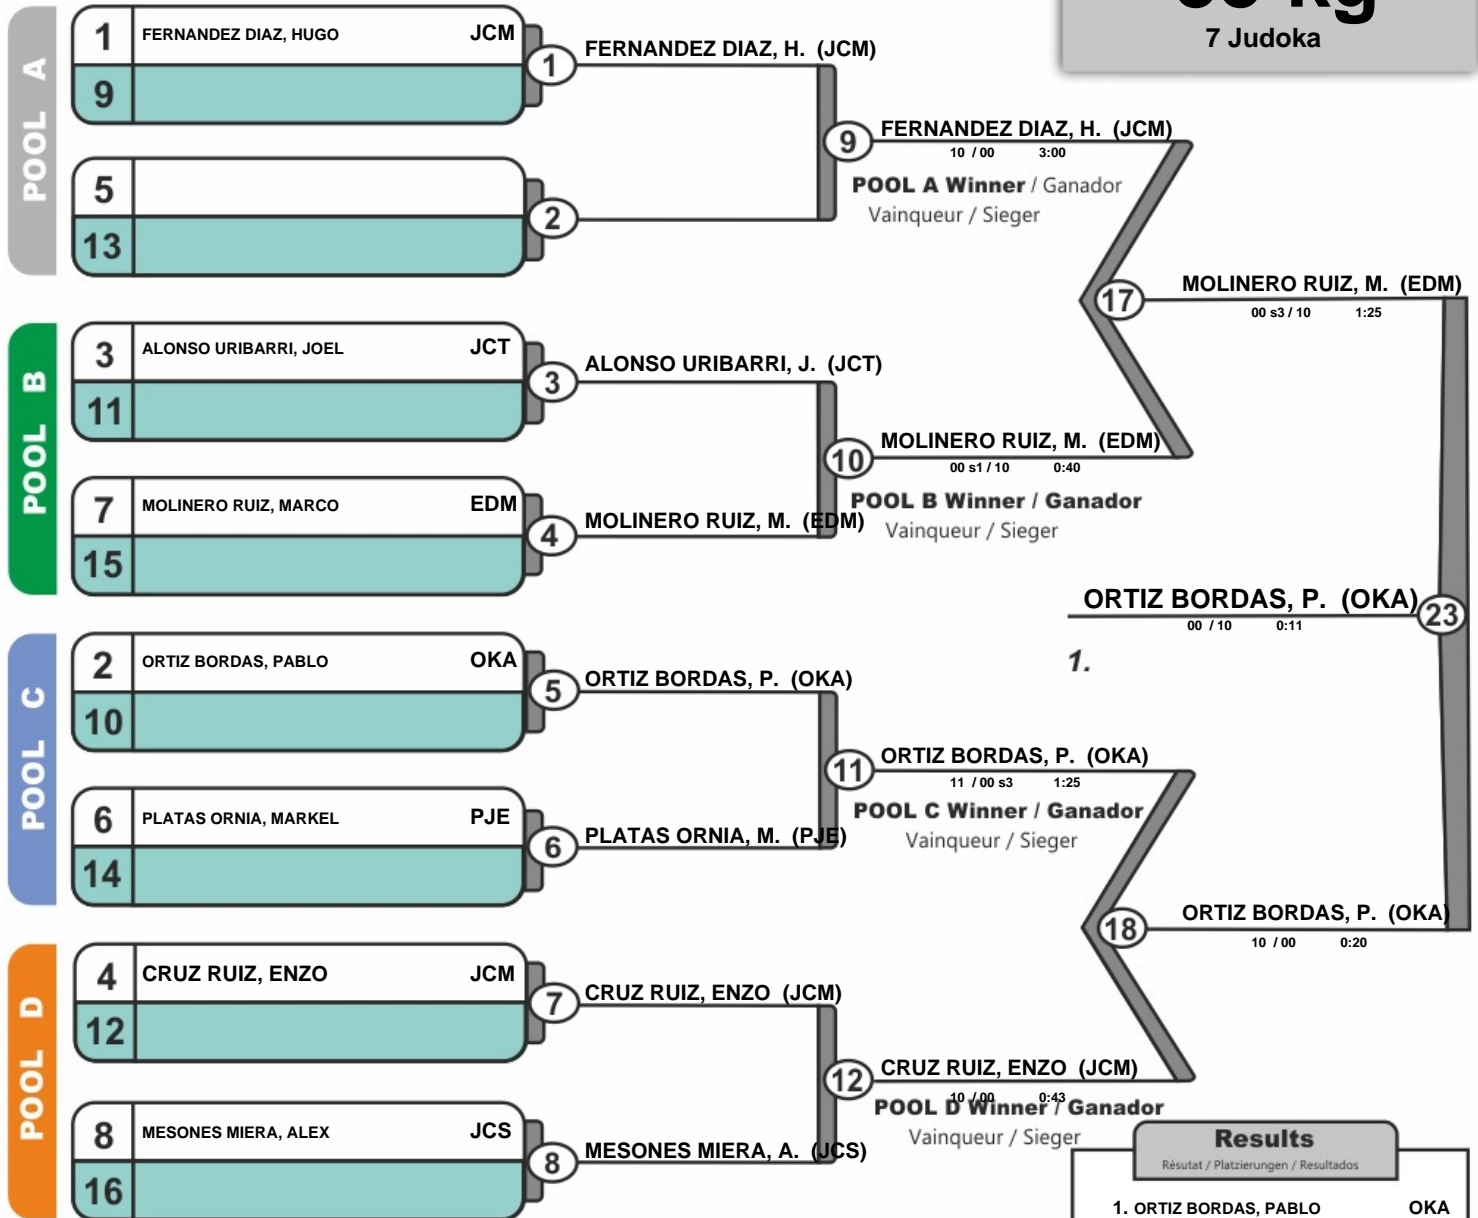 7 Judoka
POOL A
1 FERNANDEZ DIAZ, HUGO JCM
9
5
13
1 FERNANDEZ DIAZ, H. (JCM)
2
9 FERNANDEZ DIAZ, H. (JCM)
10 / 00 3:00
POOL A Winner / Ganador
Vainqueur / Sieger
POOL B
3 ALONSO URIBARRI, JOEL JCT
11
7 MOLINERO RUIZ, MARCO EDM
15
3 ALONSO URIBARRI, J. (JCT)
4 MOLINERO RUIZ, M. (EDM)
10 MOLINERO RUIZ, M. (EDM)
00 s1 / 10 0:40
POOL B Winner / Ganador
Vainqueur / Sieger
17 MOLINERO RUIZ, M. (EDM)
00 s3 / 10 1:25
ORTIZ BORDAS, P. (OKA) 23
00 / 10 0:11
1.
POOL C
2 ORTIZ BORDAS, PABLO OKA
10
6 PLATAS ORNIA, MARKEL PJE
14
5 ORTIZ BORDAS, P. (OKA)
6 PLATAS ORNIA, M. (PJE)
11 ORTIZ BORDAS, P. (OKA)
11 / 00 s3 1:25
POOL C Winner / Ganador
Vainqueur / Sieger
18 ORTIZ BORDAS, P. (OKA)
10 / 00 0:20
POOL D
4 CRUZ RUIZ, ENZO JCM
12
8 MESONES MIERA, ALEX JCS
16
7 CRUZ RUIZ, ENZO (JCM)
8 MESONES MIERA, A. (JCS)
12 CRUZ RUIZ, ENZO (JCM)
10 / 00 0:43
POOL D Winner / Ganador
Vainqueur / Sieger
Results
Résutat / Platzierungen / Resultados
1. ORTIZ BORDAS, PABLO OKA